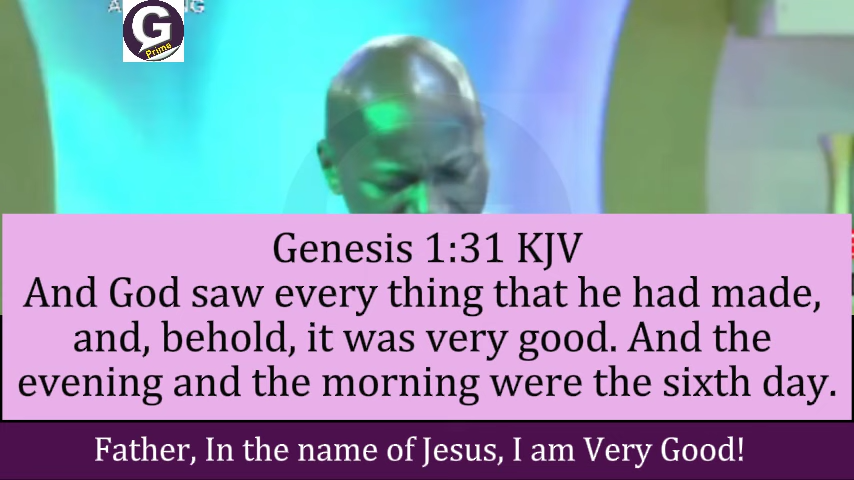 G
Prime
Genesis 1:31 KJV
And God saw every thing that he had made,
and, behold, it was very good. And the
evening and the morning were the sixth day.
Father, In the name of Jesus, I am Very Good!